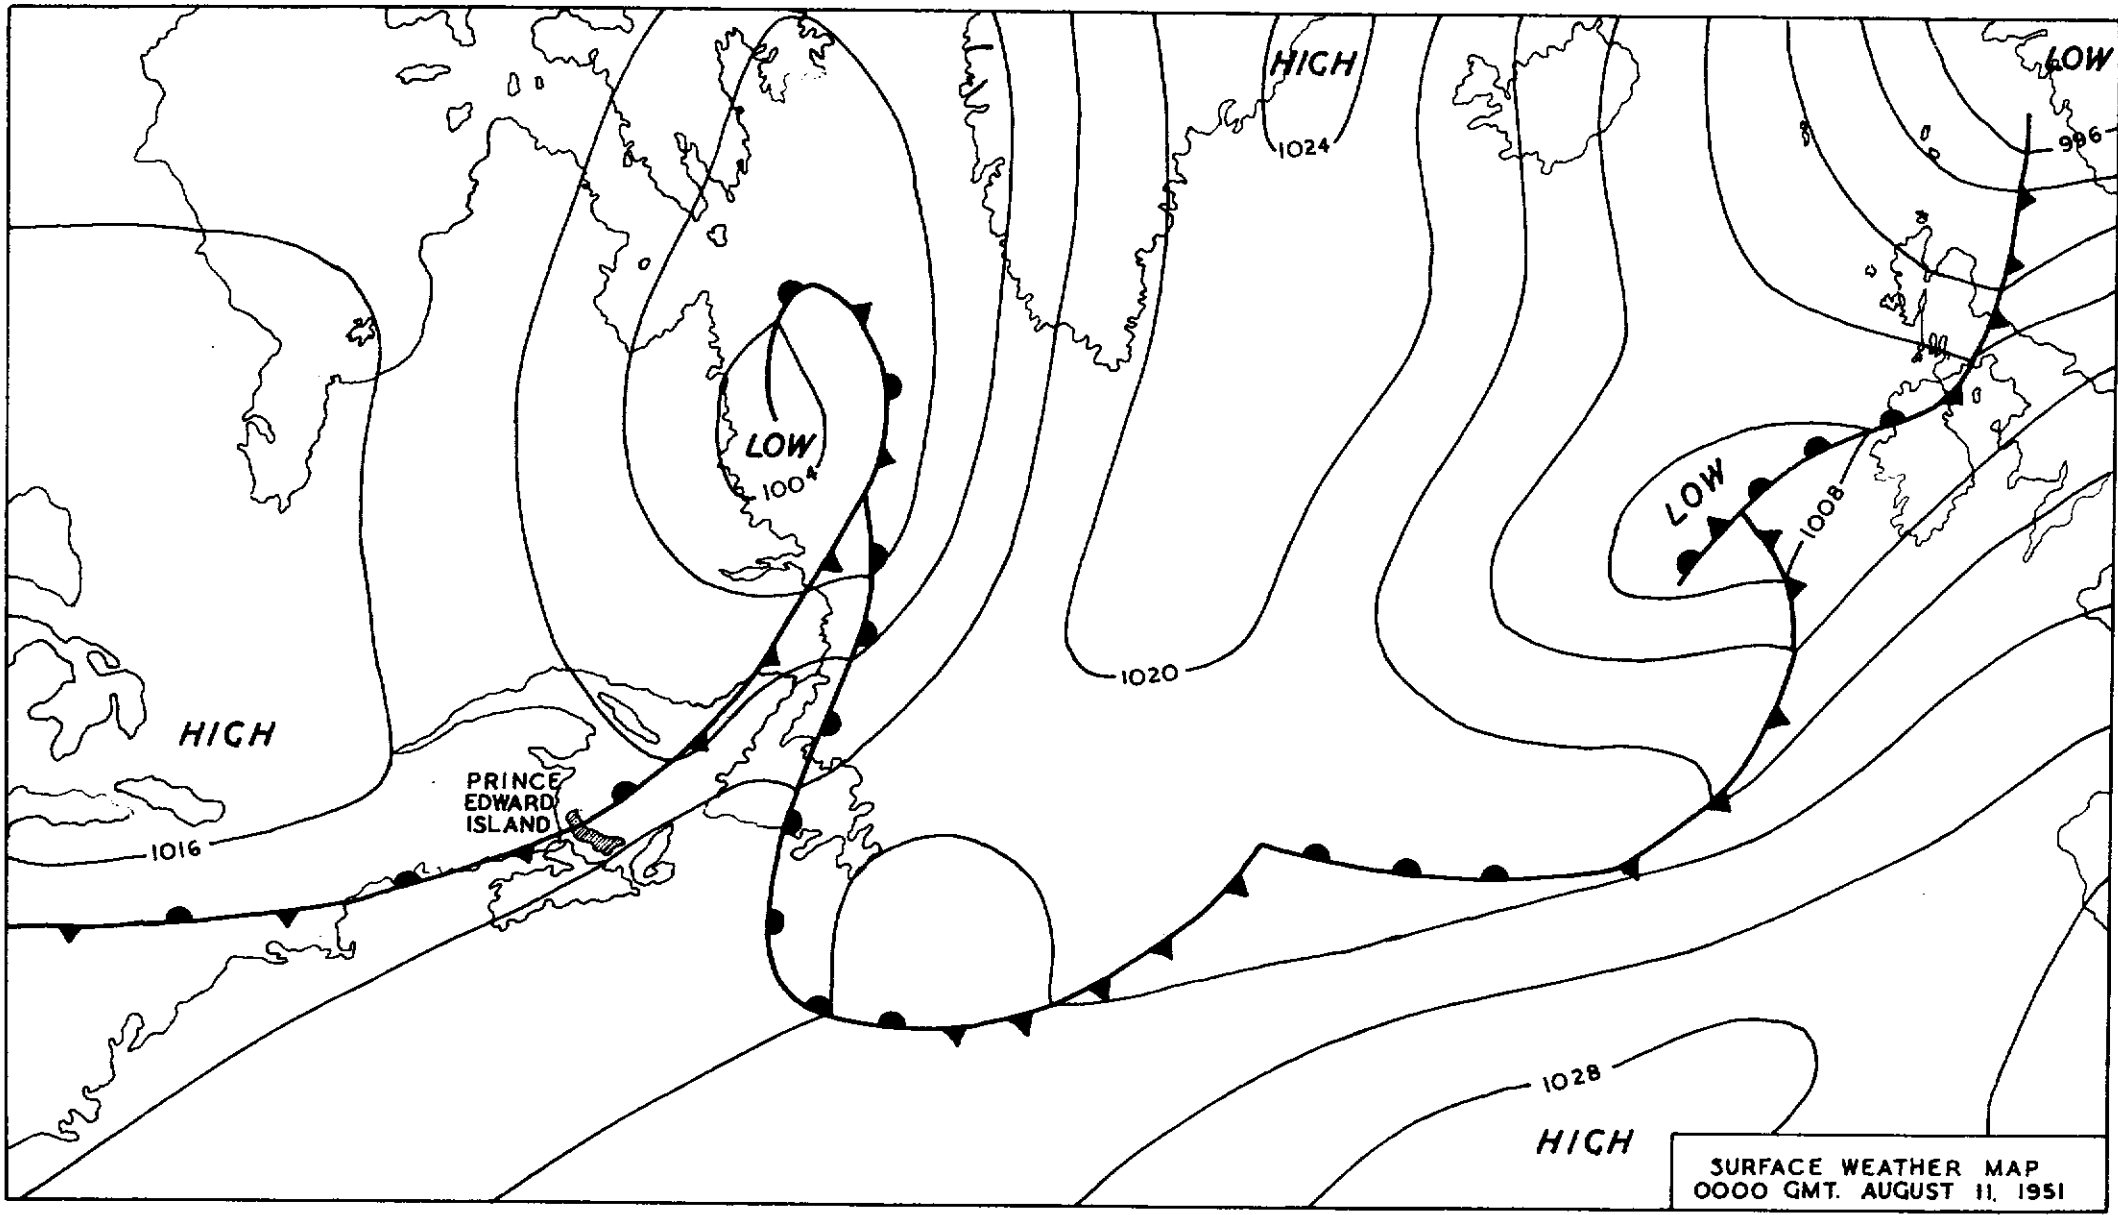 HIGH
LOW
1024
996
LOW
1004
LOW
1008
1020
HIGH
PRINCE
EDWARD
ISLAND
1016
1028
HIGH
SURFACE WEATHER MAP
0000 GMT. AUGUST 11, 1951